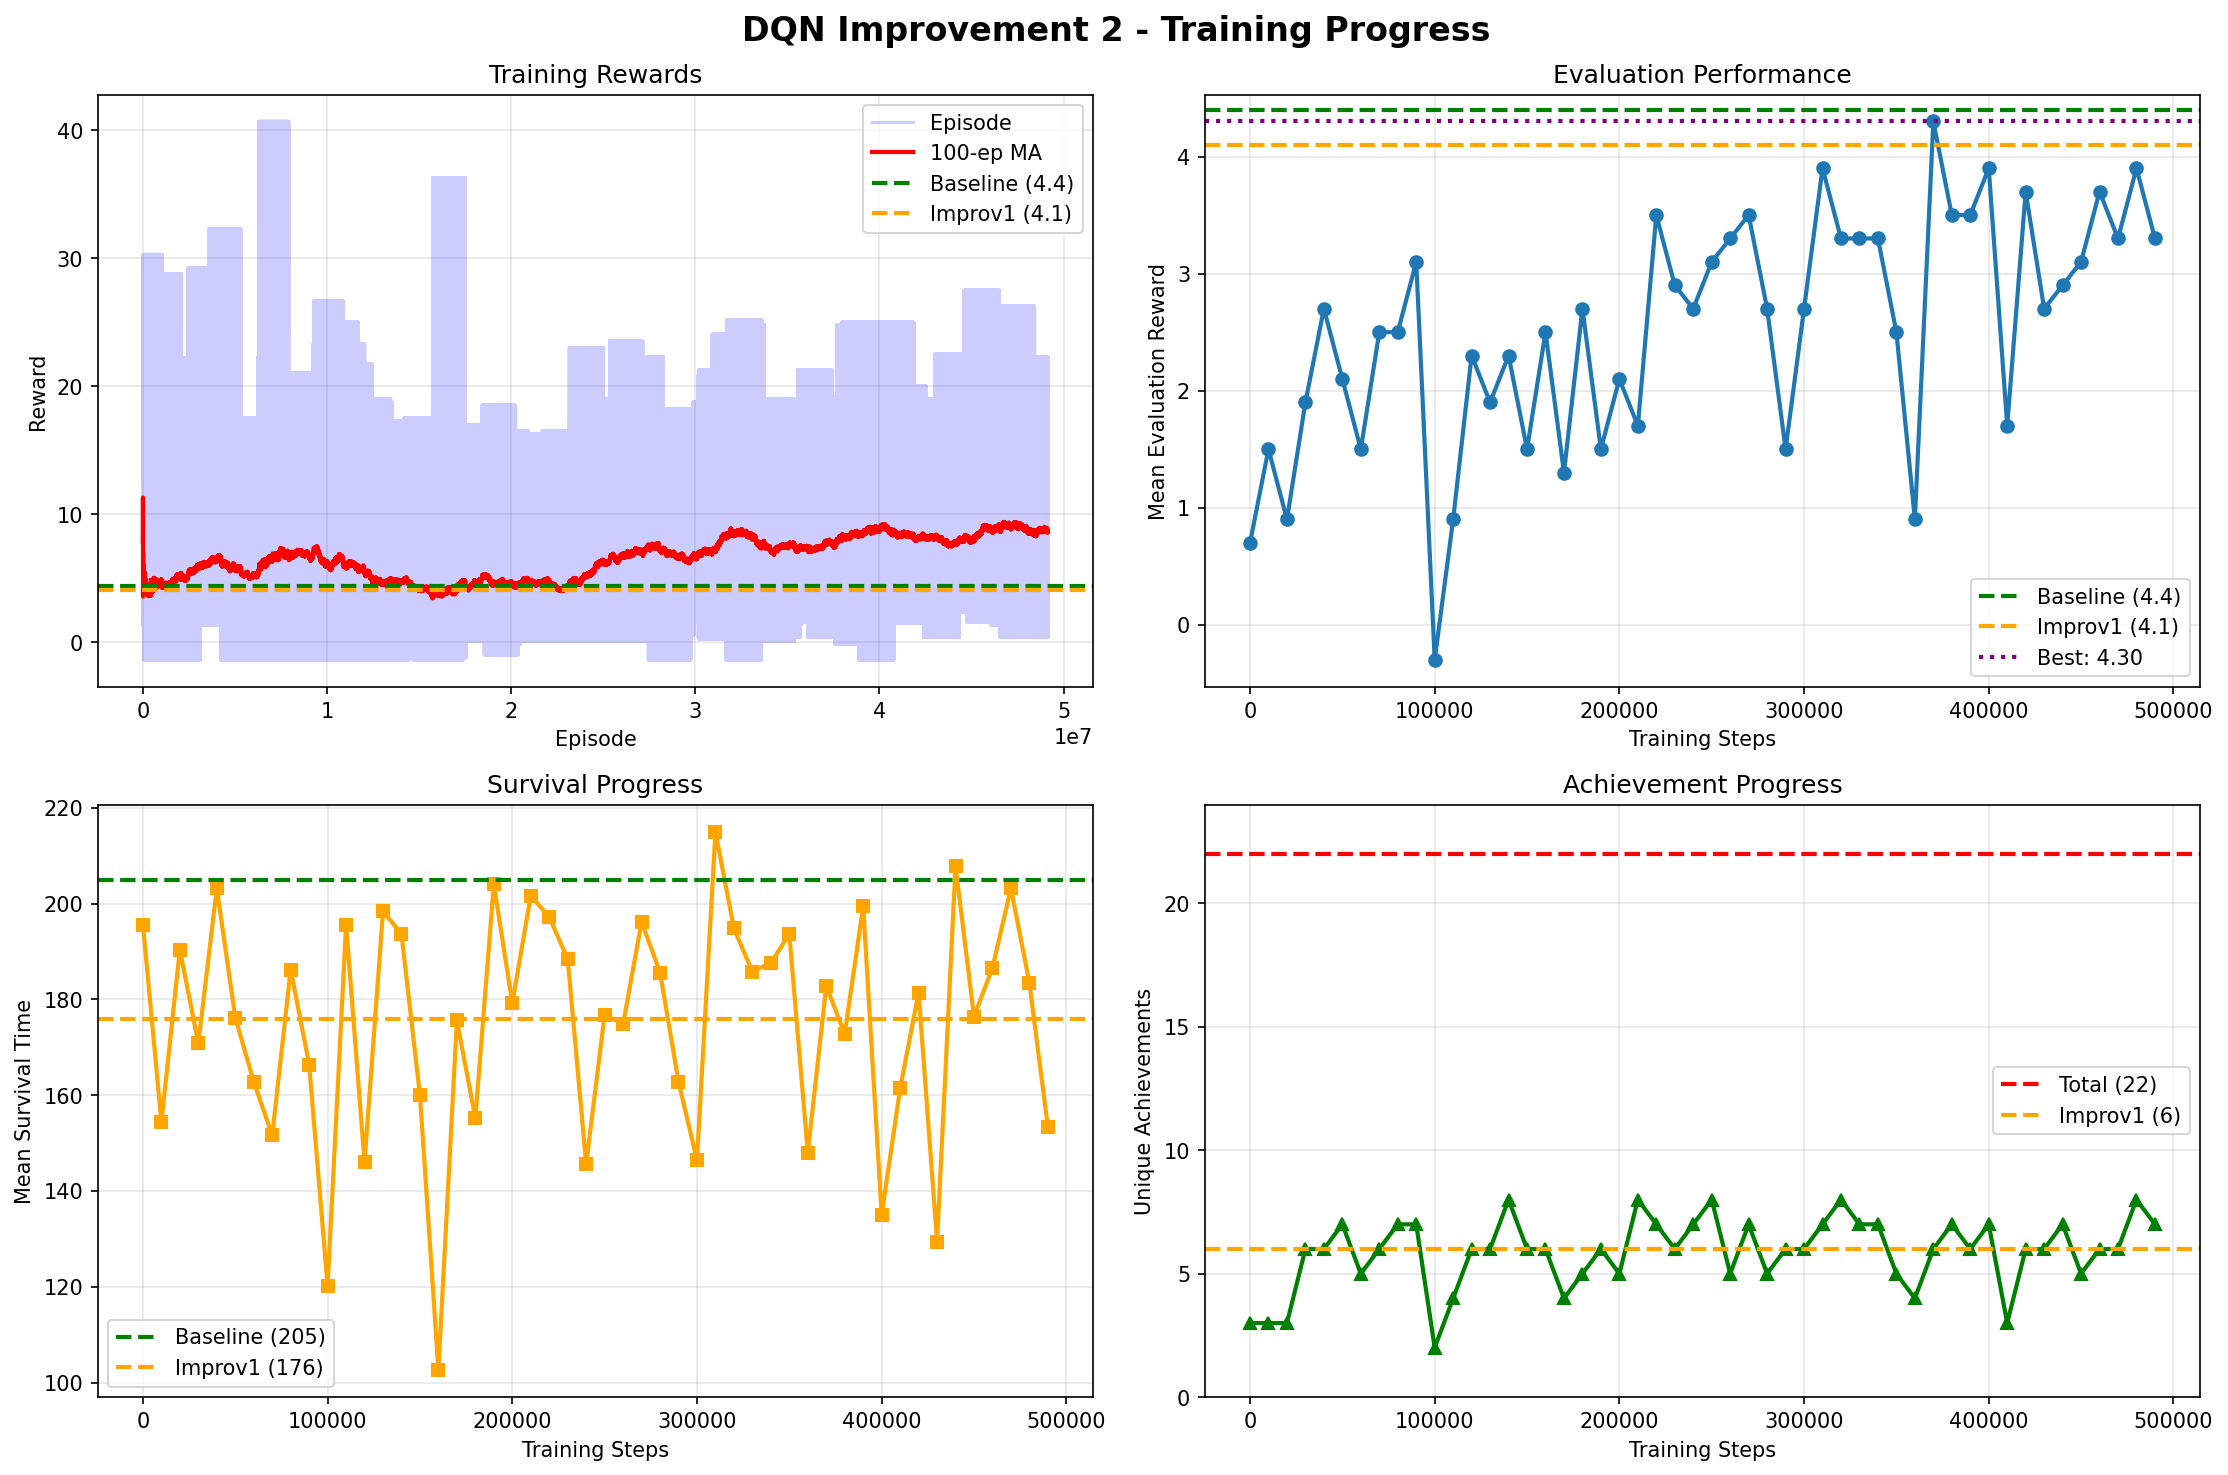 DQN Improvement 2 - Training Progress
Training Rewards
Reward
40
30
20
10
0
0
1
2
3
4
5
1e7
Episode
Episode
100-ep MA
Baseline (4.4)
Improv1 (4.1)
Evaluation Performance
Mean Evaluation Reward
4
3
2
1
0
0
100000
200000
300000
400000
500000
Training Steps
Baseline (4.4)
Improv1 (4.1)
Best: 4.30
Survival Progress
Mean Survival Time
220
200
180
160
140
120
100
0
100000
200000
300000
400000
500000
Training Steps
Baseline (205)
Improv1 (176)
Achievement Progress
Unique Achievements
20
15
10
5
0
0
100000
200000
300000
400000
500000
Training Steps
Total (22)
Improv1 (6)